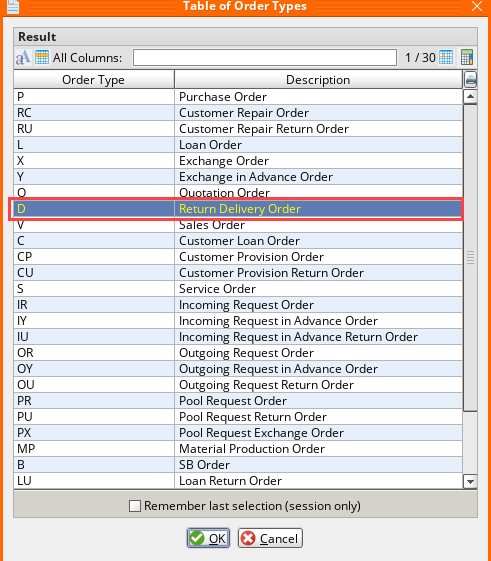 Table of Order Types
Result
All Columns: 1 / 30
Order Type Description
P Purchase Order
RC Customer Repair Order
RU Customer Repair Return Order
L Loan Order
X Exchange Order
Y Exchange in Advance Order
Q Quotation Order
D Return Delivery Order
V Sales Order
C Customer Loan Order
CP Customer Provision Order
CU Customer Provision Return Order
S Service Order
IR Incoming Request Order
IY Incoming Request in Advance Order
IU Incoming Request in Advance Return Order
OR Outgoing Request Order
OY Outgoing Request in Advance Order
OU Outgoing Request Return Order
PR Pool Request Order
PU Pool Request Return Order
PX Pool Request Exchange Order
MP Material Production Order
B SB Order
LU Loan Return Order
Remember last selection (session only)
OK Cancel